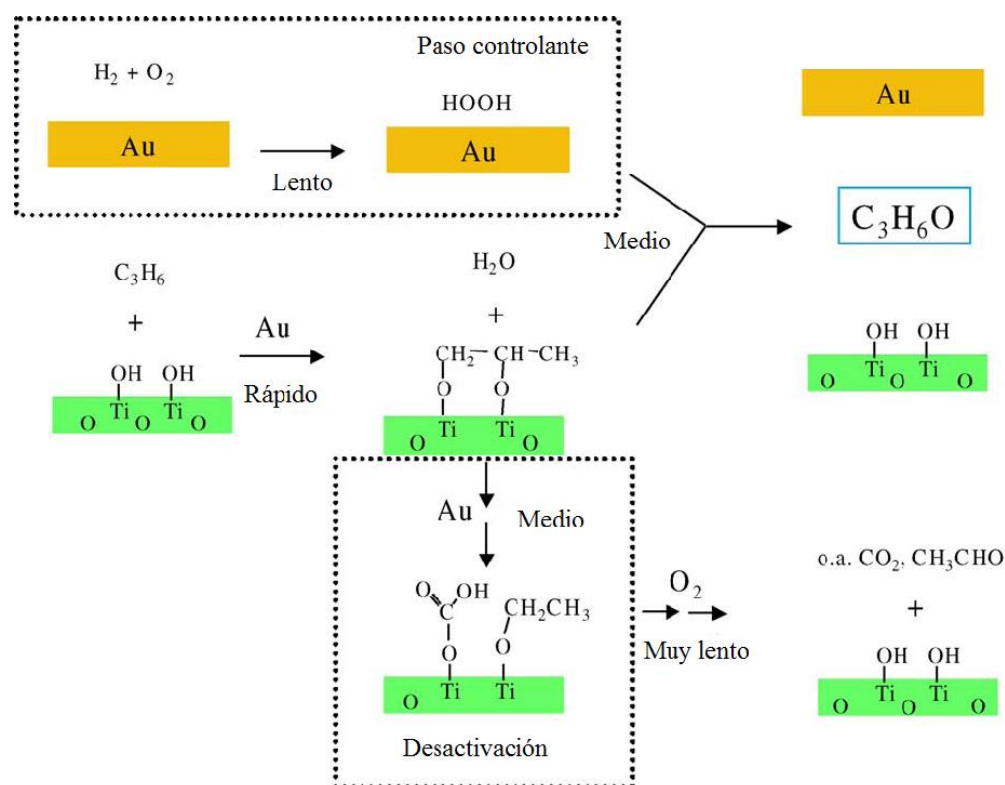 Paso controlante
H₂ + O₂
HOOH
Au
Au
Lento
Au
C₃H₆O
Medio
C₃H₆
+
Au
Rápido
OH OH
Ti Ti
O O O
H₂O
+
CH₂-CH-CH₃
O O
Ti Ti
O O
OH OH
Ti Ti
O O O
Au
Medio
O OH
C
CH₂CH₃
O O
Ti Ti
O
Desactivación
O₂
Muy lento
o.a. CO₂, CH₃CHO
+
OH OH
Ti Ti
O O O